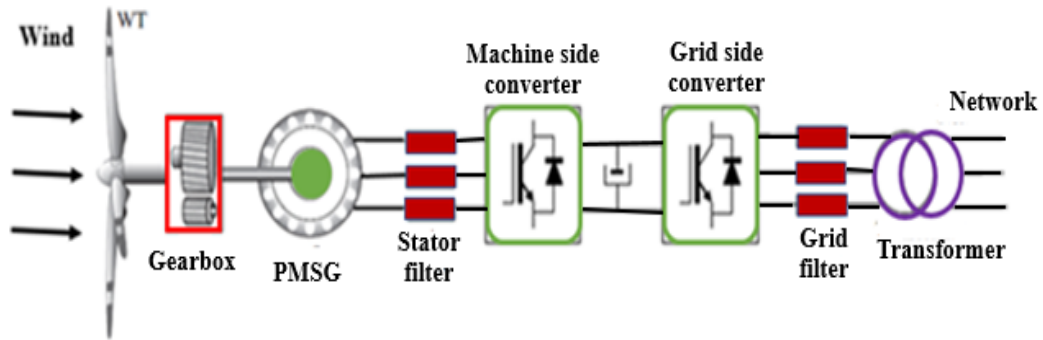 Wind
WT
Gearbox
PMSG
Stator
filter
Machine side
converter
Grid side
converter
Grid
filter
Transformer
Network